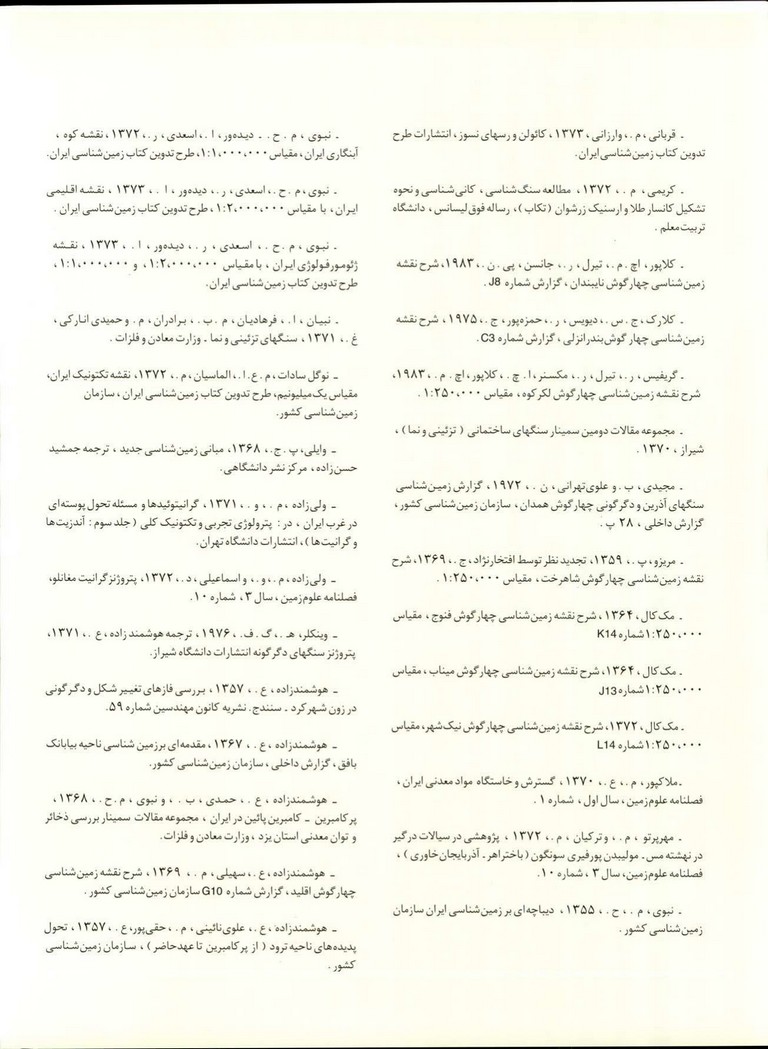 ـ قربانی، م.، وارزانی، ۱۳۷۳، کائولن و رسهای نسوز، انتشارات طرح
تدوین کتاب زمین‌شناسی ایران.
ـ کریمی، م.، ۱۳۷۲، مطالعه سنگ شناسی، کانی‌شناسی و نحوه
تشکیل کانسار طلا و ارسنیک زرشوان (تکاب)، رساله فوق لیسانس، دانشگاه
تربیت معلم.
ـ کلاپور، اچ. م.، تیرل، ر.، جانسن، پی. ن.، ۱۹۸۳، شرح نقشه
زمین‌شناسی چهارگوش نایبندان، گزارش شماره J8.
ـ کلارک، ج. س.، دیویس، ر.، حمزه‌پور، ج.، ۱۹۷۵، شرح نقشه
زمین‌شناسی چهارگوش بندرانزلی، گزارش شماره C3.
ـ گریفیس، ر.، تیرل، ر.، مکسنر، ا. چ.، کلاپور، اچ. م.، ۱۹۸۳،
شرح نقشه زمین‌شناسی چهارگوش لکرکوه، مقیاس ۱:۲۵۰،۰۰۰.
ـ مجموعه مقالات دومین سمینار سنگهای ساختمانی (تزئینی و نما)،
شیراز، ۱۳۷۰.
ـ مجیدی، ب. و علوی‌تهرانی، ن.، ۱۹۷۲، گزارش زمین‌شناسی
سنگهای آذرین و دگرگونی چهارگوش همدان، سازمان زمین‌شناسی کشور،
گزارش داخلی، ۲۸ پ.
ـ مریزو، پ.، ۱۳۵۹، تجدید نظر توسط افتخارنژاد، ج.، ۱۳۶۹، شرح
نقشه زمین‌شناسی چهارگوش شاهرخت، مقیاس ۱:۲۵۰،۰۰۰.
ـ مک کال، ۱۳۶۴، شرح نقشه زمین‌شناسی چهارگوش فنوج، مقیاس
۱:۲۵۰،۰۰۰ شماره K14
ـ مک کال، ۱۳۶۴، شرح نقشه زمین‌شناسی چهارگوش میناب، مقیاس
۱:۲۵۰،۰۰۰ شماره J13
ـ مک کال، ۱۳۷۲، شرح نقشه زمین‌شناسی چهارگوش نیک‌شهر، مقیاس
۱:۲۵۰،۰۰۰ شماره L14
ـ ملاکپور، م.، ع.، ۱۳۷۰، گسترش و خاستگاه مواد معدنی ایران،
فصلنامه علوم زمین، سال اول، شماره ۱.
ـ مهرپرتو، م.، و ترکیان، م.، ۱۳۷۲، پژوهشی در سیالات درگیر
در نهشته مس ـ مولیبدن پورفیری سونگون (باختراهر ـ آذربایجان خاوری)،
فصلنامه علوم زمین، سال ۳، شماره ۱۰.
ـ نبوی، م.، ح.، ۱۳۵۵، دیباچه‌ای بر زمین‌شناسی ایران سازمان
زمین‌شناسی کشور.
ـ نبوی، م. ح. ـ دیده‌ور، ا.، اسعدی، ر.، ۱۳۷۲، نقشه کوه،
آبنگاری ایران، مقیاس ۱:۱،۰۰۰،۰۰۰، طرح تدوین کتاب زمین‌شناسی ایران.
ـ نبوی، م. ح.، اسعدی، ر.، دیده‌ور، ا.، ۱۳۷۳، نقشه اقلیمی
ایران، با مقیاس ۱:۲،۰۰۰،۰۰۰، طرح تدوین کتاب زمین‌شناسی ایران.
ـ نبوی، م. ح.، اسعدی، ر.، دیده‌ور، ا.، ۱۳۷۳، نقشه
ژئومورفولوژی ایران، با مقیاس ۱:۲،۰۰۰،۰۰۰، و ۱:۱،۰۰۰،۰۰۰،
طرح تدوین کتاب زمین‌شناسی ایران.
ـ نبیان، ا.، فرهادیان، م. ب.، برادران، م. و حمیدی انارکی،
غ.، ۱۳۷۱، سنگهای تزئینی و نما ـ وزارت معادن و فلزات.
ـ نوگل سادات، م. ع. ا.، الماسیان، م.، ۱۳۷۲، نقشه تکتونیک ایران،
مقیاس یک میلیونیم، طرح تدوین کتاب زمین‌شناسی ایران، سازمان
زمین‌شناسی کشور.
ـ وایلی، پ. ج.، ۱۳۶۸، مبانی زمین‌شناسی جدید، ترجمه جمشید
حسن‌زاده، مرکز نشر دانشگاهی.
ـ ولی‌زاده، م.، و.، ۱۳۷۱، گرانیتوئیدها و مسئله تحول پوسته‌ای
در غرب ایران، در: پترولوژی تجربی و تکتونیک کلی (جلد سوم: آندزیت‌ها
و گرانیت‌ها)، انتشارات دانشگاه تهران.
ـ ولی‌زاده، م.، و.، و اسماعیلی، د.، ۱۳۷۲، پتروژنز گرانیت مغانلو،
فصلنامه علوم زمین، سال ۳، شماره ۱۰.
ـ وینکلر، هـ.، گ. ف.، ۱۹۷۶، ترجمه هوشمندزاده، ع.، ۱۳۷۱،
پتروژنز سنگهای دگرگونه انتشارات دانشگاه شیراز.
ـ هوشمندزاده، ع.، ۱۳۵۷، بررسی فازهای تغییر شکل و دگرگونی
در زون شهرکرد ـ سنندج. نشریه کانون مهندسین شماره ۵۹.
ـ هوشمندزاده، ع.، ۱۳۶۷، مقدمه‌ای برزمین شناسی ناحیه بیابانک
بافق، گزارش داخلی، سازمان زمین‌شناسی کشور.
ـ هوشمندزاده، ع.، حمدی، ب.، و نبوی، م. ح.، ۱۳۶۸،
پرکامبرین ـ کامبرین پائین در ایران، مجموعه مقالات سمینار بررسی ذخائر
و توان معدنی استان یزد، وزارت معادن و فلزات.
ـ هوشمندزاده، ع.، سهیلی، م.، ۱۳۶۹، شرح نقشه زمین‌شناسی
چهارگوش اقلید، گزارش شماره G10 سازمان زمین‌شناسی کشور.
ـ هوشمندزاده، ع.، علوی‌نائینی، م.، حقی‌پور، ع.، ۱۳۵۷، تحول
پدیده‌های ناحیه ترود (از پرکامبرین تا عهد حاضر)، سازمان زمین‌شناسی
کشور.